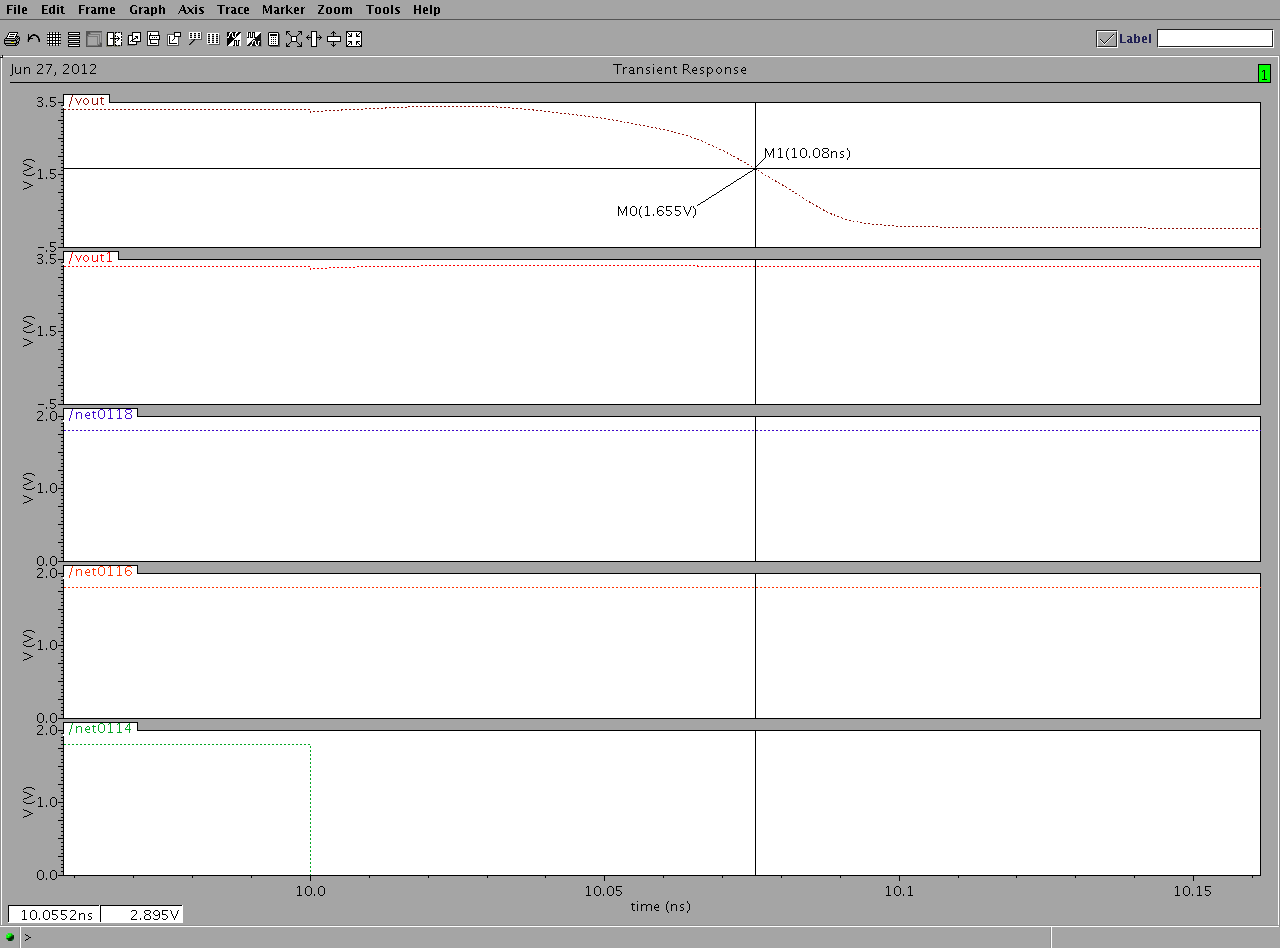 File Edit Frame Graph Axis Trace Marker Zoom Tools Help
Label
Jun 27, 2012
Transient Response
1
/vout
3.5
1.5
-.5
V (V)
M1(10.08ns)
M0(1.655V)
/vout1
3.5
1.5
-.5
V (V)
/net0118
2.0
1.0
0.0
V (V)
/net0116
2.0
1.0
0.0
V (V)
/net0114
2.0
1.0
0.0
V (V)
10.0 10.05 10.1 10.15
time (ns)
10.0552ns 2.895V
>